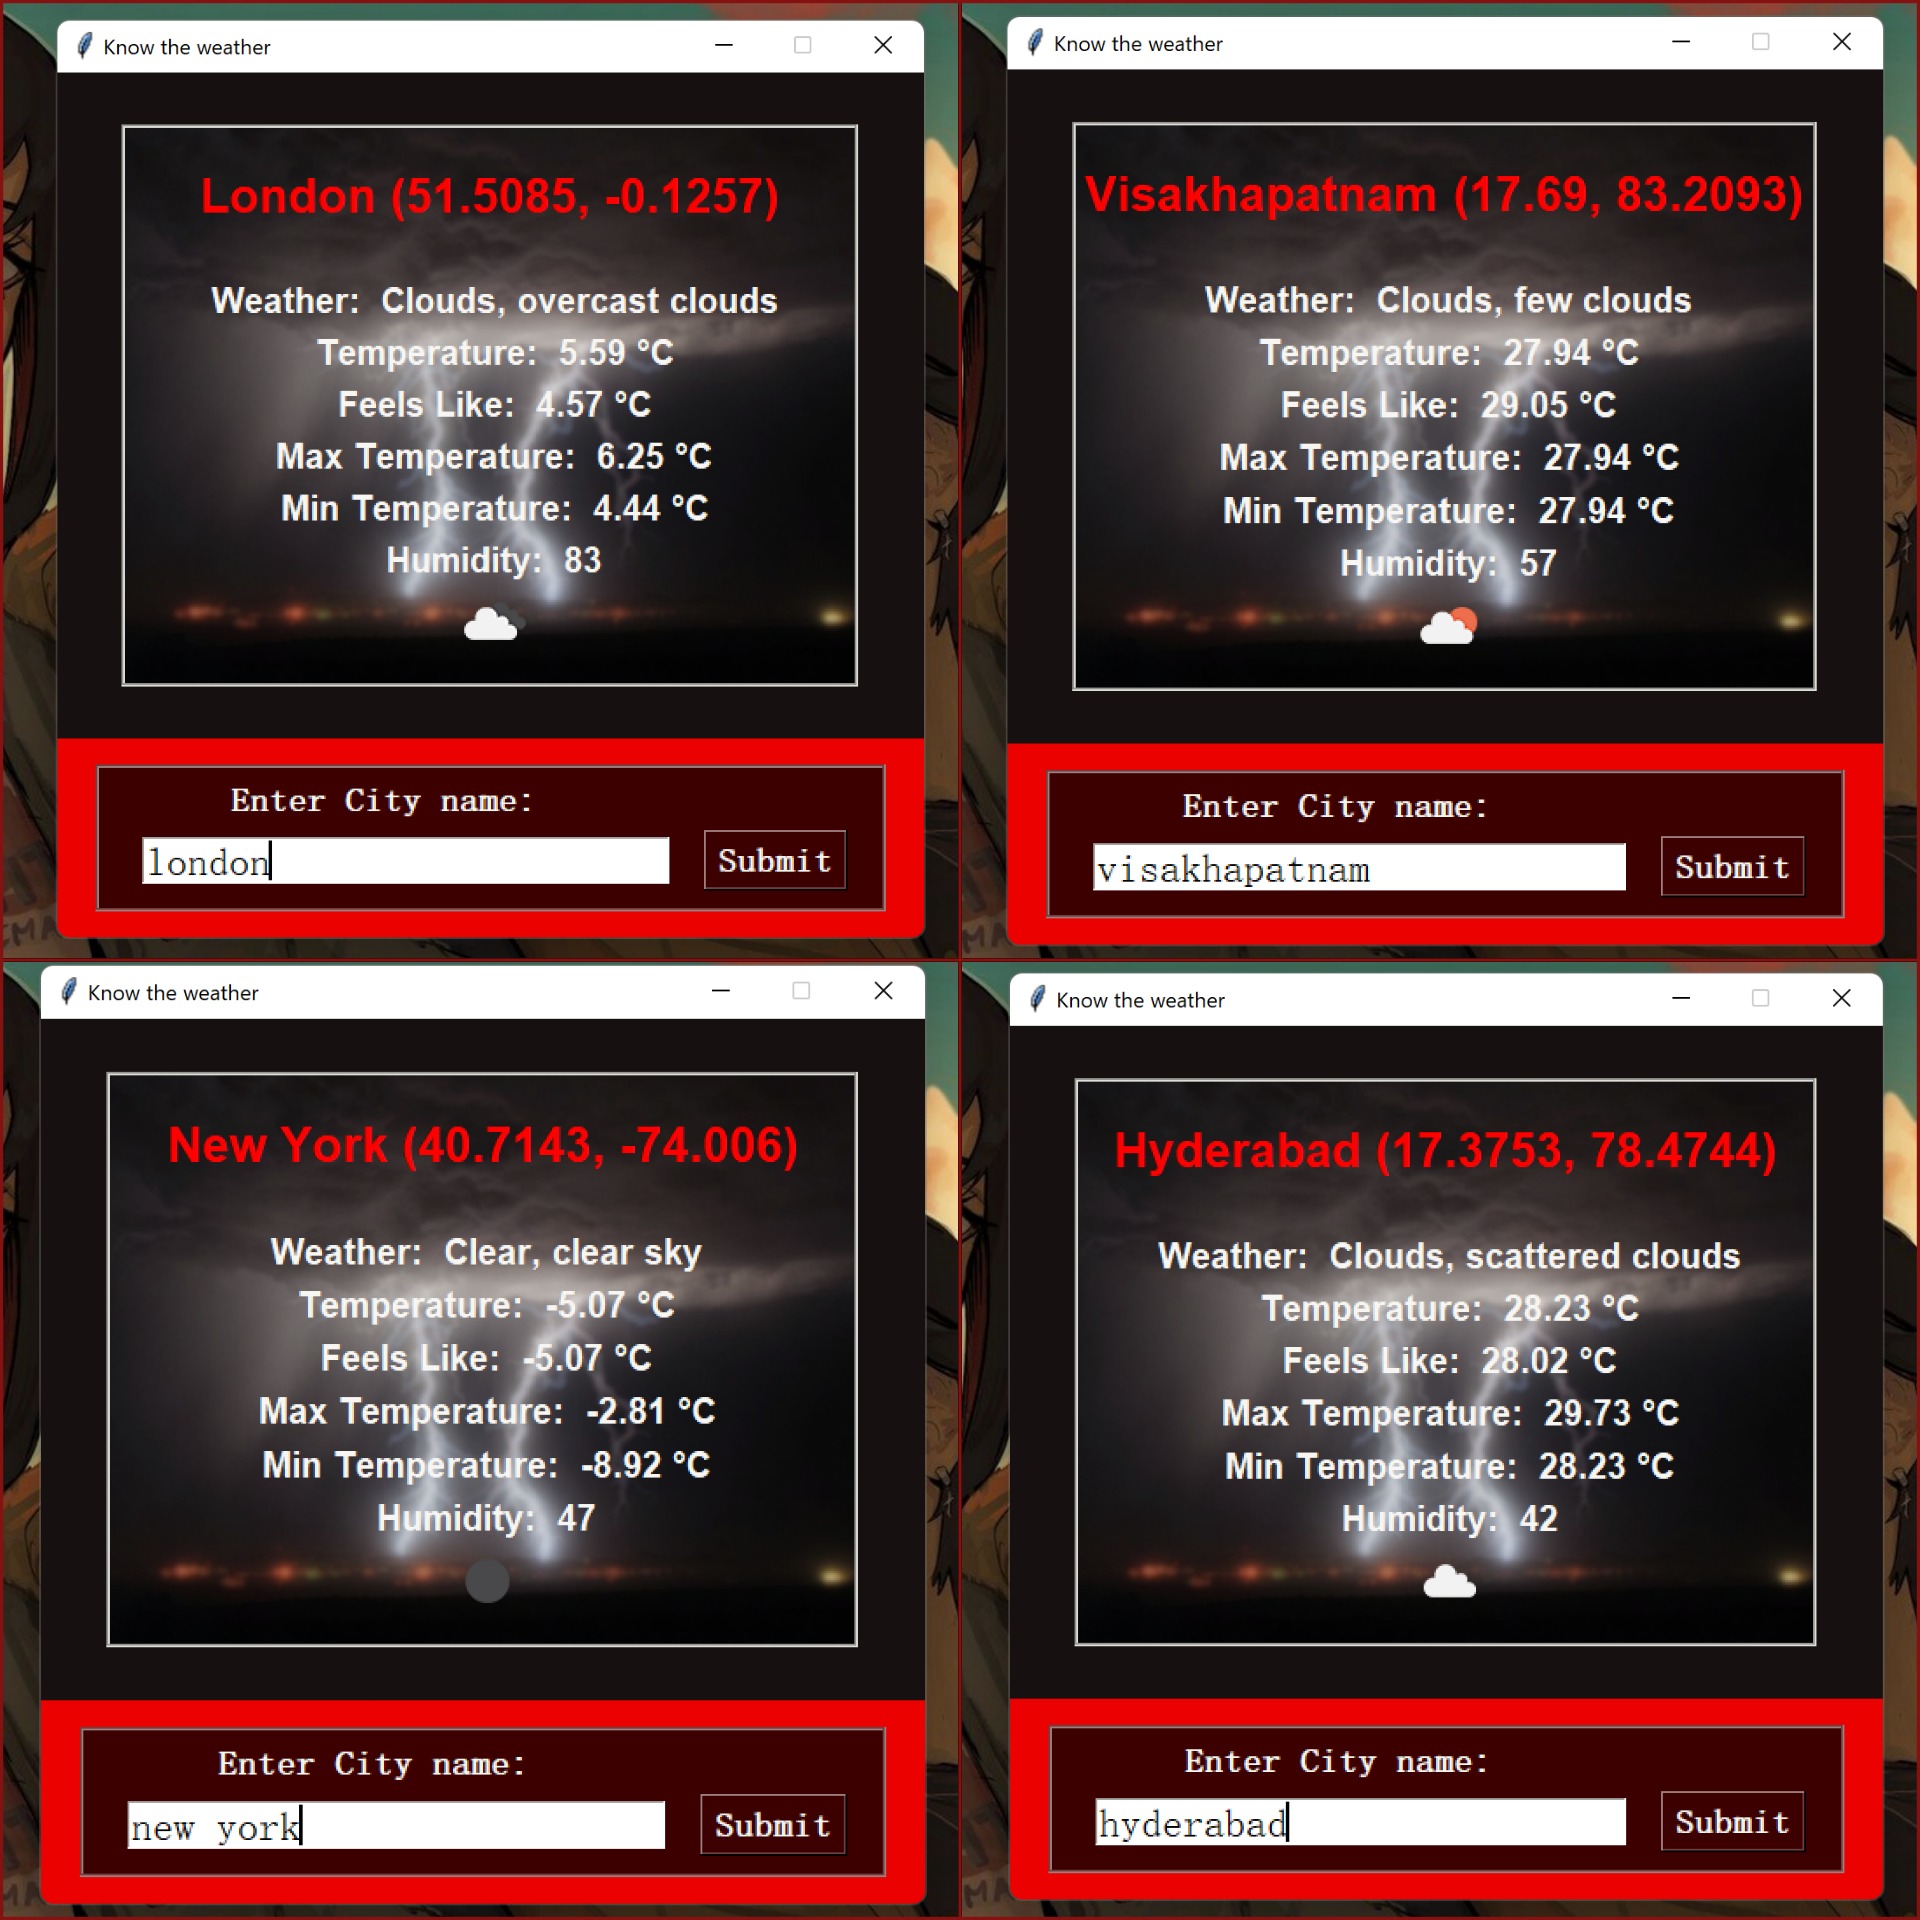 Know the weather
London (51.5085, -0.1257)
Weather: Clouds, overcast clouds
Temperature: 5.59 °C
Feels Like: 4.57 °C
Max Temperature: 6.25 °C
Min Temperature: 4.44 °C
Humidity: 83
Enter City name:
london
Submit
Know the weather
Visakhapatnam (17.69, 83.2093)
Weather: Clouds, few clouds
Temperature: 27.94 °C
Feels Like: 29.05 °C
Max Temperature: 27.94 °C
Min Temperature: 27.94 °C
Humidity: 57
Enter City name:
visakhapatnam
Submit
Know the weather
New York (40.7143, -74.006)
Weather: Clear, clear sky
Temperature: -5.07 °C
Feels Like: -5.07 °C
Max Temperature: -2.81 °C
Min Temperature: -8.92 °C
Humidity: 47
Enter City name:
new york
Submit
Know the weather
Hyderabad (17.3753, 78.4744)
Weather: Clouds, scattered clouds
Temperature: 28.23 °C
Feels Like: 28.02 °C
Max Temperature: 29.73 °C
Min Temperature: 28.23 °C
Humidity: 42
Enter City name:
hyderabad
Submit